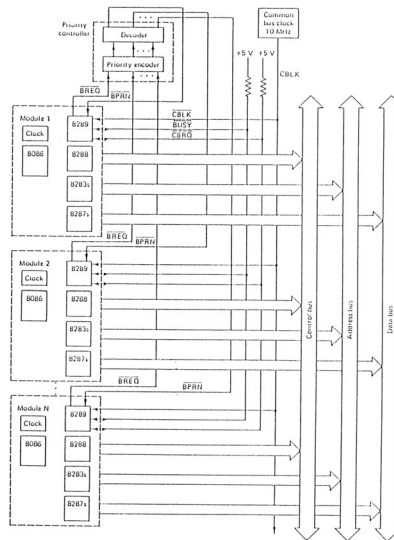 Priority
controller
Decoder
Priority encoder
Common
bus clock
10 MHz
+5 V
+5 V
CBLK
BREQ
BPRN
Module 1
Clock
8086
8289
8288
8283s
8287s
CBLK
BUSY
CBRQ
BREQ
BPRN
Module 2
Clock
8086
8289
8288
8283s
8287s
BREQ
BPRN
Module N
Clock
8086
8289
8288
8283s
8287s
Control bus
Address bus
Data bus